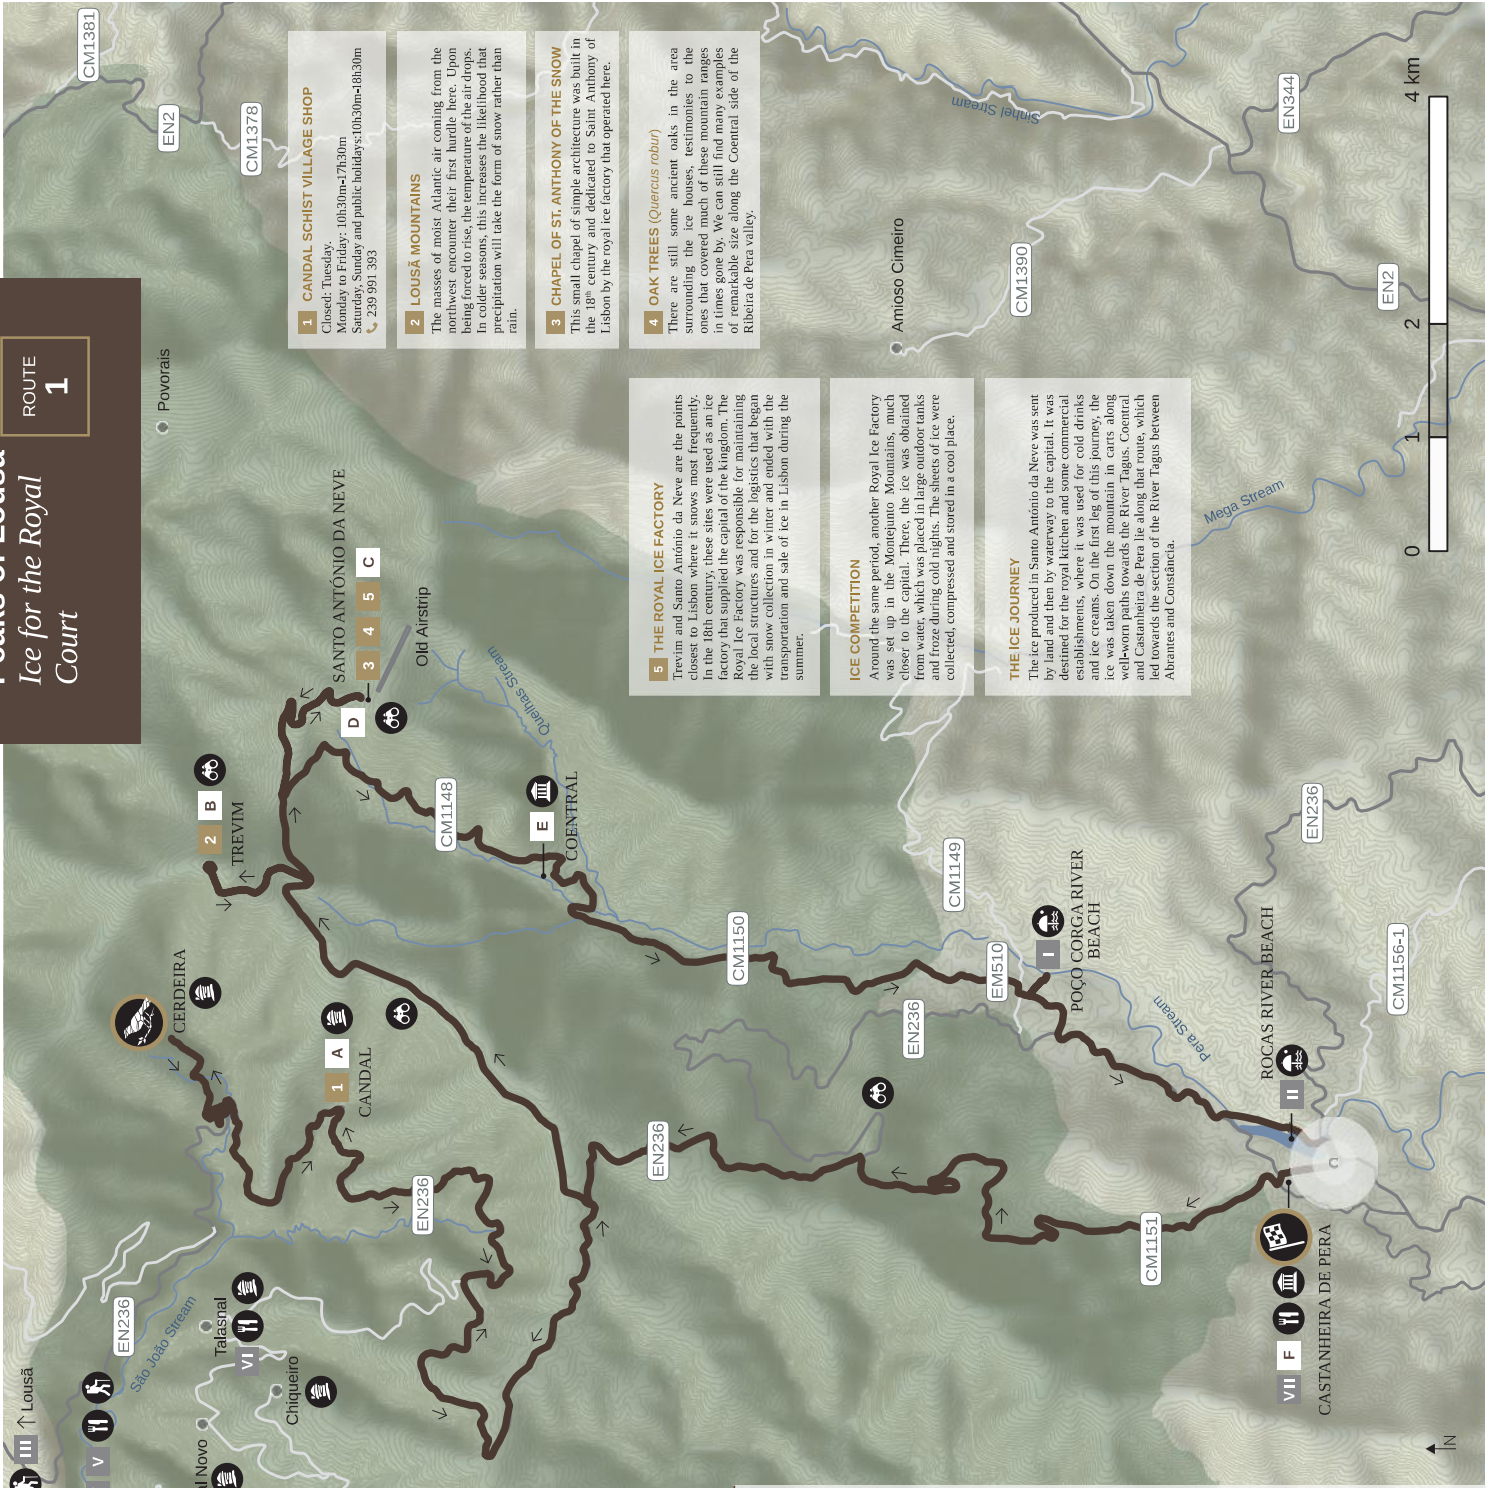 Ice for the Royal
Court
ROUTE
1
1 CANDAL SCHIST VILLAGE SHOP
Closed: Tuesday.
Monday to Friday: 10h30m-17h30m
Saturday, Sunday and public holidays:10h30m-18h30m
239 991 393
2 LOUSÃ MOUNTAINS
The masses of moist Atlantic air coming from the
northwest encounter their first hurdle here. Upon
being forced to rise, the temperature of the air drops.
In colder seasons, this increases the likelihood that
precipitation will take the form of snow rather than
rain.
3 CHAPEL OF ST. ANTHONY OF THE SNOW
This small chapel of simple architecture was built in
the 18th century and dedicated to Saint Anthony of
Lisbon by the royal ice factory that operated here.
4 OAK TREES (Quercus robur)
There are still some ancient oaks in the area
surrounding the ice houses, testimonies to the
ones that covered much of these mountain ranges
in times gone by. We can still find many examples
of remarkable size along the Coentral side of the
Ribeira de Pera valley.
5 THE ROYAL ICE FACTORY
Trevim and Santo António da Neve are the points
closest to Lisbon where it snows most frequently.
In the 18th century, these sites were used as an ice
factory that supplied the capital of the kingdom. The
Royal Ice Factory was responsible for maintaining
the local structures and for the logistics that began
with snow collection in winter and ended with the
transportation and sale of ice in Lisbon during the
summer.
ICE COMPETITION
Around the same period, another Royal Ice Factory
was set up in the Montejunto Mountains, much
closer to the capital. There, the ice was obtained
from water, which was placed in large outdoor tanks
and froze during cold nights. The sheets of ice were
collected, compressed and stored in a cool place.
THE ICE JOURNEY
The ice produced in Santo António da Neve was sent
by land and then by waterway to the capital. It was
destined for the royal kitchen and some commercial
establishments, where it was used for cold drinks
and ice creams. On the first leg of this journey, the
ice was taken down the mountain in carts along
well-worn paths towards the River Tagus. Coentral
and Castanheira de Pera lie along that route, which
led towards the section of the River Tagus between
Abrantes and Constância.
CM1381
EN2
CM1378
Povorais
Sinhel Stream
EN344
CM1390
Amioso Cimeiro
EN2
Mega Stream
0 1 2 4 km
SANTO ANTÓNIO DA NEVE
3 4 5 C
D
Old Airstrip
Quelhas Stream
2 B
TREVIM
CM1148
E
COENTRAL
CERDEIRA
1 A
CANDAL
EN236
CM1150
CM1149
EM510
I
POÇO CORGA RIVER
BEACH
EN236
EN236
Pera Stream
ROCAS RIVER BEACH
II
CM1156-1
EN236
CM1151
VII F
CASTANHEIRA DE PERA
EN236
São João Stream
Talasnal
VI
Chiqueiro
III
Lousã
V
al Novo
N